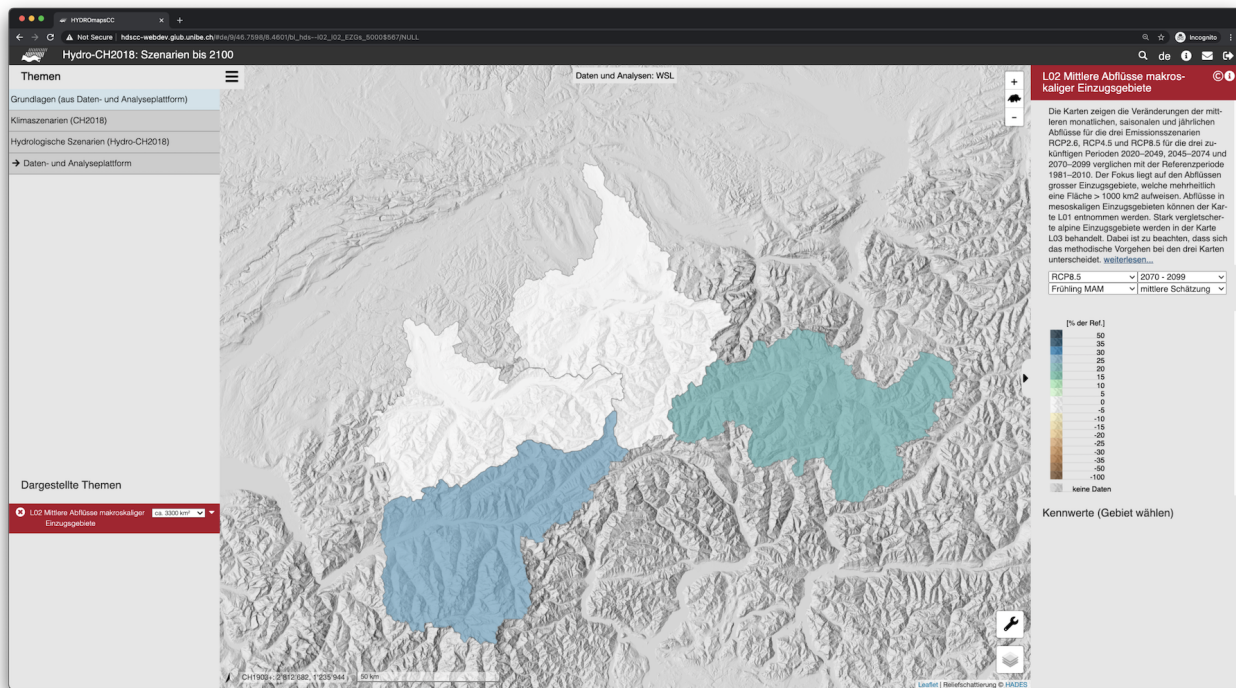 HYDROmapsCC
Not Secure | hdscc-webdev.giub.unibe.ch/#de/9/46.7598/8.4601/bl_hds--l02_l02_EZGs_5000$567/NULL
Incognito
Hydro-CH2018: Szenarien bis 2100
de
Themen
Grundlagen (aus Daten- und Analyseplattform)
Klimaszenarien (CH2018)
Hydrologische Szenarien (Hydro-CH2018)
→ Daten- und Analyseplattform
Dargestellte Themen
L02 Mittlere Abflüsse makroskaliger
Einzugsgebiete
ca. 3300 km²
Daten und Analysen: WSL
+
-
CH1903+: 2'812'682, 1'235'944
50 km
Leaflet | Reliefschattierung © HADES
L02 Mittlere Abflüsse makros-
kaliger Einzugsgebiete
Die Karten zeigen die Veränderungen der mitt-
leren monatlichen, saisonalen und jährlichen
Abflüsse für die drei Emissionsszenarien
RCP2.6, RCP4.5 und RCP8.5 für die drei zu-
künftigen Perioden 2020–2049, 2045–2074 und
2070–2099 verglichen mit der Referenzperiode
1981–2010. Der Fokus liegt auf den Abflüssen
grosser Einzugsgebiete, welche mehrheitlich
eine Fläche > 1000 km2 aufweisen. Abflüsse in
mesoskaligen Einzugsgebieten können der Kar-
te L01 entnommen werden. Stark vergletscher-
te alpine Einzugsgebiete werden in der Karte
L03 behandelt. Dabei ist zu beachten, dass sich
das methodische Vorgehen bei den drei Karten
unterscheidet. weiterlesen...
RCP8.5 2070 - 2099
Frühling MAM mittlere Schätzung
[% der Ref.]
50
35
30
25
20
15
10
5
0
-5
-10
-15
-20
-25
-30
-35
-50
-100
keine Daten
Kennwerte (Gebiet wählen)